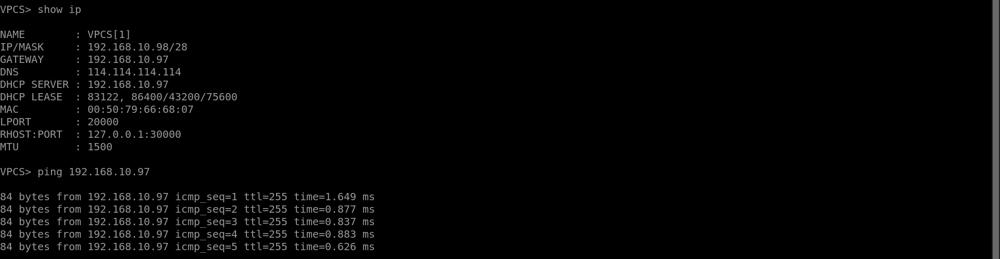 VPCS> show ip
NAME        : VPCS[1]
IP/MASK     : 192.168.10.98/28
GATEWAY     : 192.168.10.97
DNS         : 114.114.114.114
DHCP SERVER : 192.168.10.97
DHCP LEASE  : 83122, 86400/43200/75600
MAC         : 00:50:79:66:68:07
LPORT       : 20000
RHOST:PORT  : 127.0.0.1:30000
MTU         : 1500
VPCS> ping 192.168.10.97
84 bytes from 192.168.10.97 icmp_seq=1 ttl=255 time=1.649 ms
84 bytes from 192.168.10.97 icmp_seq=2 ttl=255 time=0.877 ms
84 bytes from 192.168.10.97 icmp_seq=3 ttl=255 time=0.837 ms
84 bytes from 192.168.10.97 icmp_seq=4 ttl=255 time=0.883 ms
84 bytes from 192.168.10.97 icmp_seq=5 ttl=255 time=0.626 ms